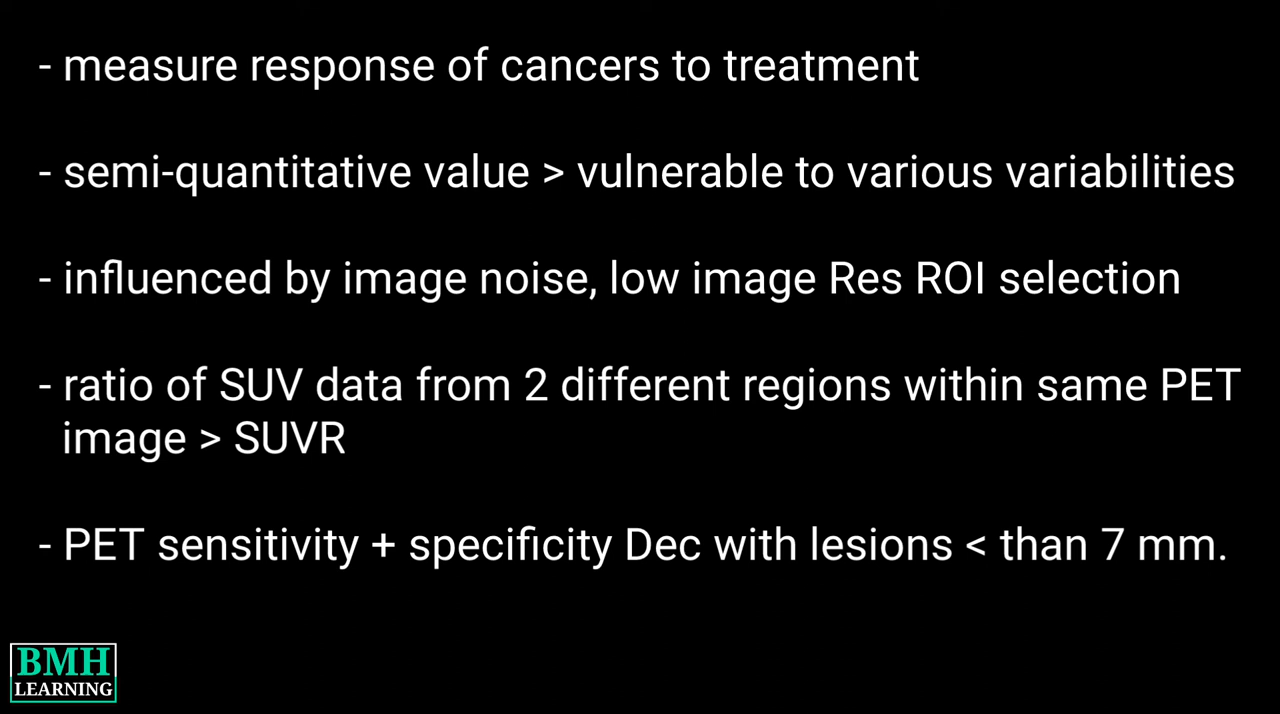 - measure response of cancers to treatment
- semi-quantitative value > vulnerable to various variabilities
- influenced by image noise, low image Res ROI selection
- ratio of SUV data from 2 different regions within same PET
image > SUVR
- PET sensitivity + specificity Dec with lesions < than 7 mm.
BMH
LEARNING